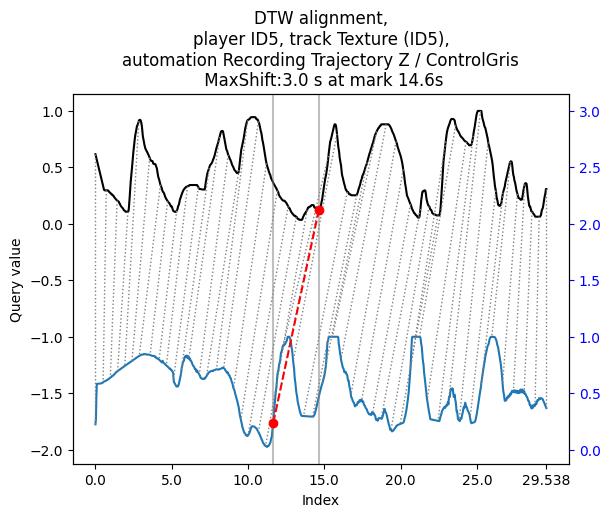 DTW alignment,
player ID5, track Texture (ID5),
automation Recording Trajectory Z / ControlGris
MaxShift:3.0 s at mark 14.6s
1.0
0.5
0.0
−0.5
−1.0
−1.5
−2.0
Query value
3.0
2.5
2.0
1.5
1.0
0.5
0.0
0.0 5.0 10.0 15.0 20.0 25.0 29.538
Index